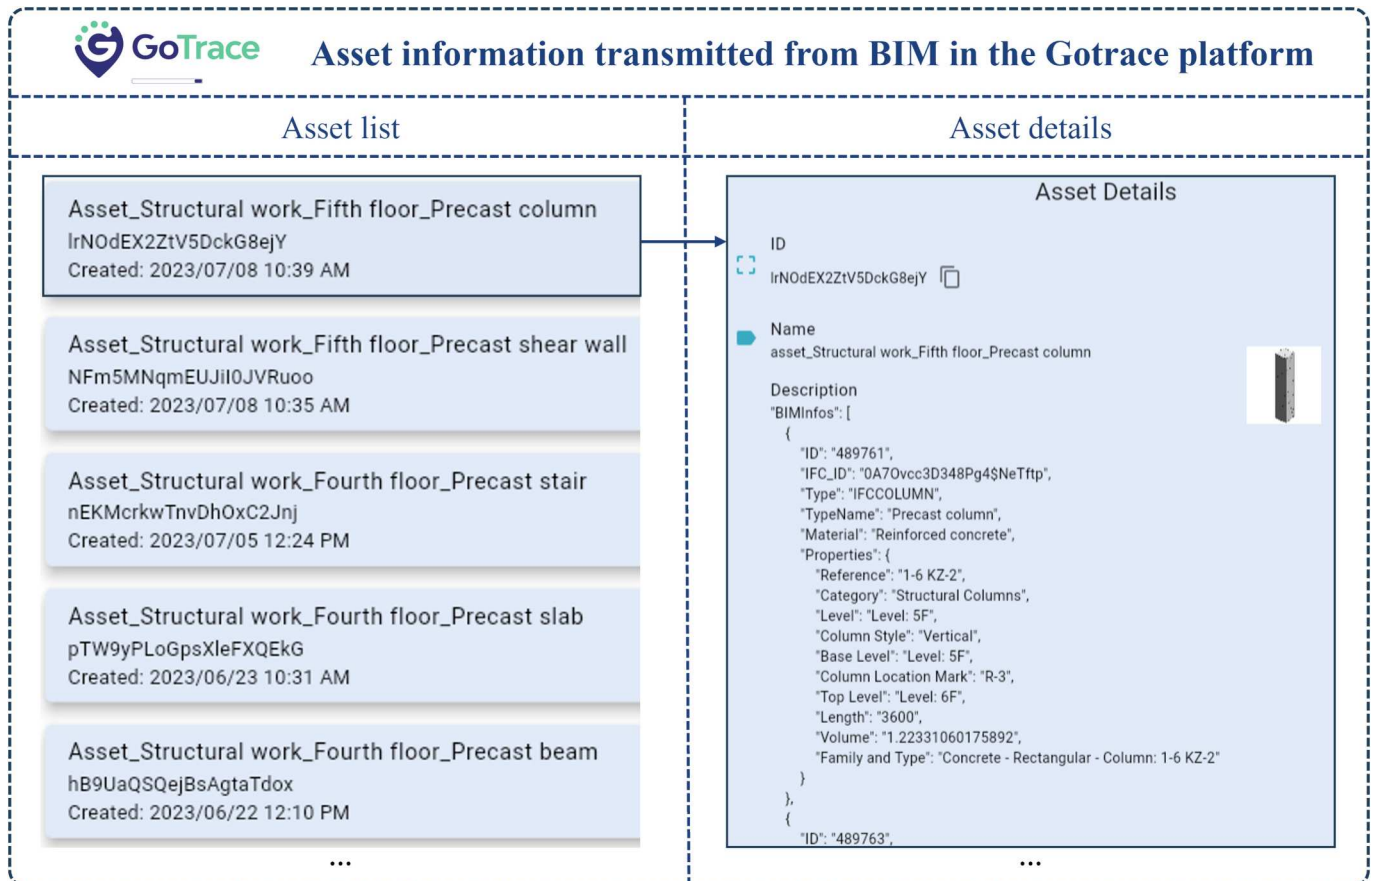 GoTrace
Asset information transmitted from BIM in the Gotrace platform
Asset list
Asset details
Asset_Structural work_Fifth floor_Precast column
lrNOdEX2ZtV5DckG8ejY
Created: 2023/07/08 10:39 AM
Asset_Structural work_Fifth floor_Precast shear wall
NFm5MNqmEUJiI0JVRuoo
Created: 2023/07/08 10:35 AM
Asset_Structural work_Fourth floor_Precast stair
nEKMcrkwTnvDhOxC2Jnj
Created: 2023/07/05 12:24 PM
Asset_Structural work_Fourth floor_Precast slab
pTW9yPLoGpsXleFXQEkG
Created: 2023/06/23 10:31 AM
Asset_Structural work_Fourth floor_Precast beam
hB9UaQSQejBsAgtaTdox
Created: 2023/06/22 12:10 PM
...
Asset Details
ID
lrNOdEX2ZtV5DckG8ejY
Name
asset_Structural work_Fifth floor_Precast column
Description
"BIMInfos": [
{
"ID": "489761",
"IFC_ID": "0A7Ovcc3D348Pg4$NeTftp",
"Type": "IFCCOLUMN",
"TypeName": "Precast column",
"Material": "Reinforced concrete",
"Properties": {
"Reference": "1-6 KZ-2",
"Category": "Structural Columns",
"Level": "Level: 5F",
"Column Style": "Vertical",
"Base Level": "Level: 5F",
"Column Location Mark": "R-3",
"Top Level": "Level: 6F",
"Length": "3600",
"Volume": "1.22331060175892",
"Family and Type": "Concrete - Rectangular - Column: 1-6 KZ-2"
}
},
{
"ID": "489763",
...